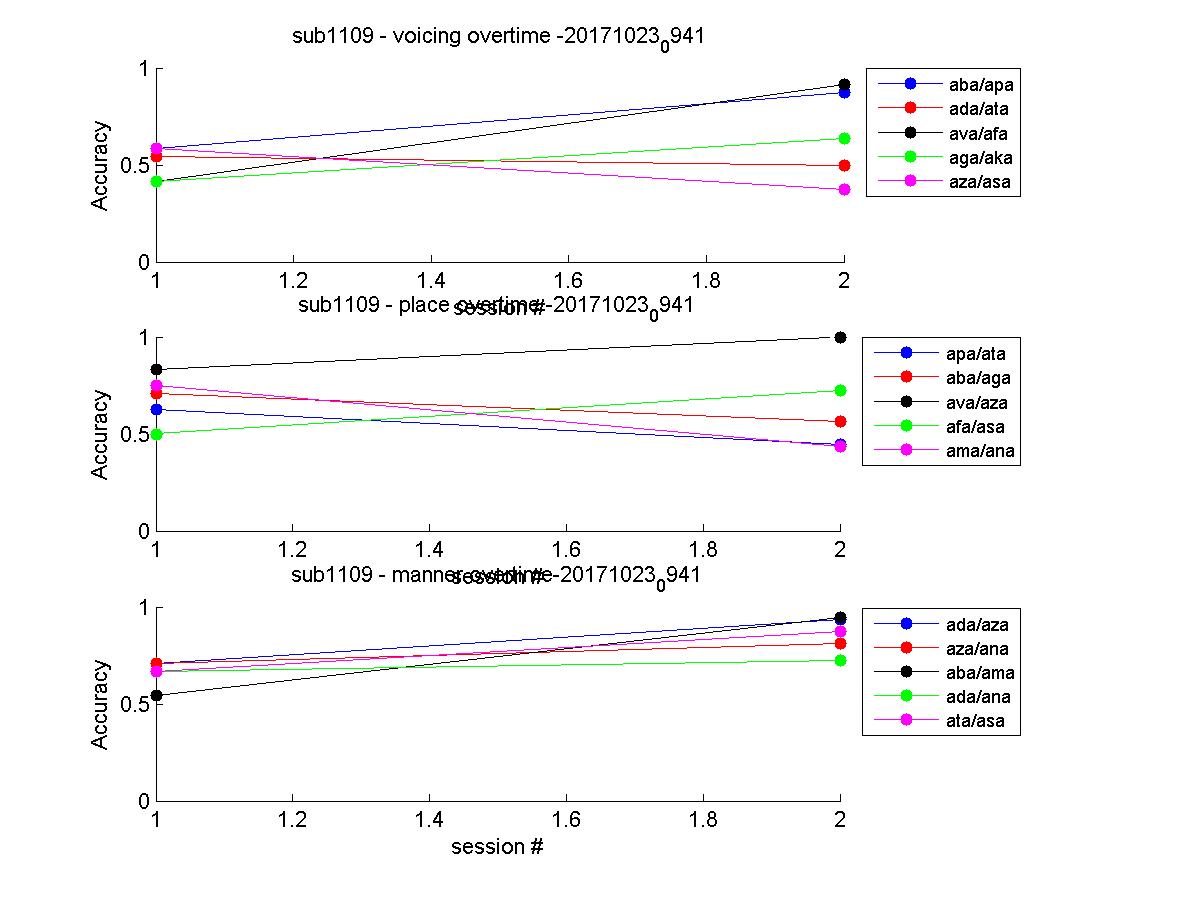 sub1109 - voicing overtime -20171023_0941
1
0.5
0
Accuracy
1 1.2 1.4 1.6 1.8 2
session #
aba/apa
ada/ata
ava/afa
aga/aka
aza/asa
sub1109 - place overtime -20171023_0941
1
0.5
0
Accuracy
1 1.2 1.4 1.6 1.8 2
session #
apa/ata
aba/aga
ava/aza
afa/asa
ama/ana
sub1109 - manner overtime-20171023_0941
1
0.5
0
Accuracy
1 1.2 1.4 1.6 1.8 2
session #
ada/aza
aza/ana
aba/ama
ada/ana
ata/asa